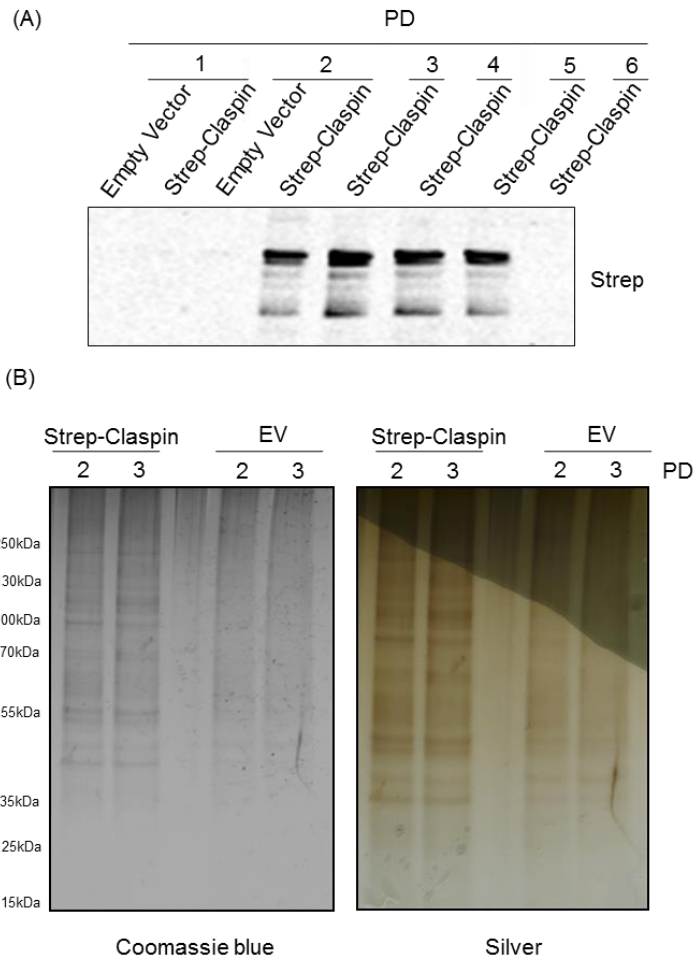 (A)
PD
1 2 3 4 5 6
Empty Vector
Strep-Claspin
Empty Vector
Strep-Claspin
Strep-Claspin
Strep-Claspin
Strep-Claspin
Strep-Claspin
Strep
(B)
Strep-Claspin EV Strep-Claspin EV
2 3 2 3 2 3 2 3 PD
250kDa
130kDa
00kDa
70kDa
55kDa
35kDa
25kDa
15kDa
Coomassie blue Silver